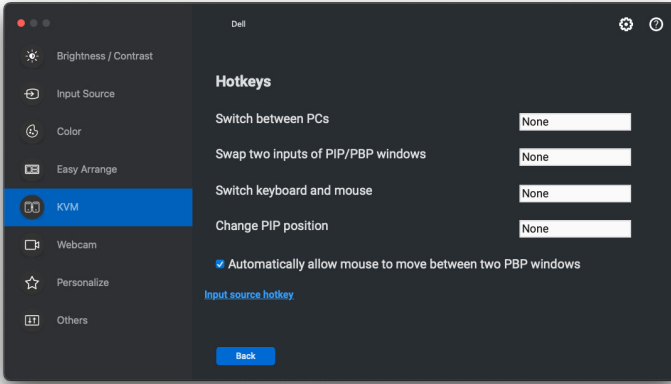 Dell
Brightness / Contrast
Input Source
Color
Easy Arrange
KVM
Webcam
Personalize
Others
Hotkeys
Switch between PCs None
Swap two inputs of PIP/PBP windows None
Switch keyboard and mouse None
Change PIP position None
Automatically allow mouse to move between two PBP windows
Input source hotkey
Back